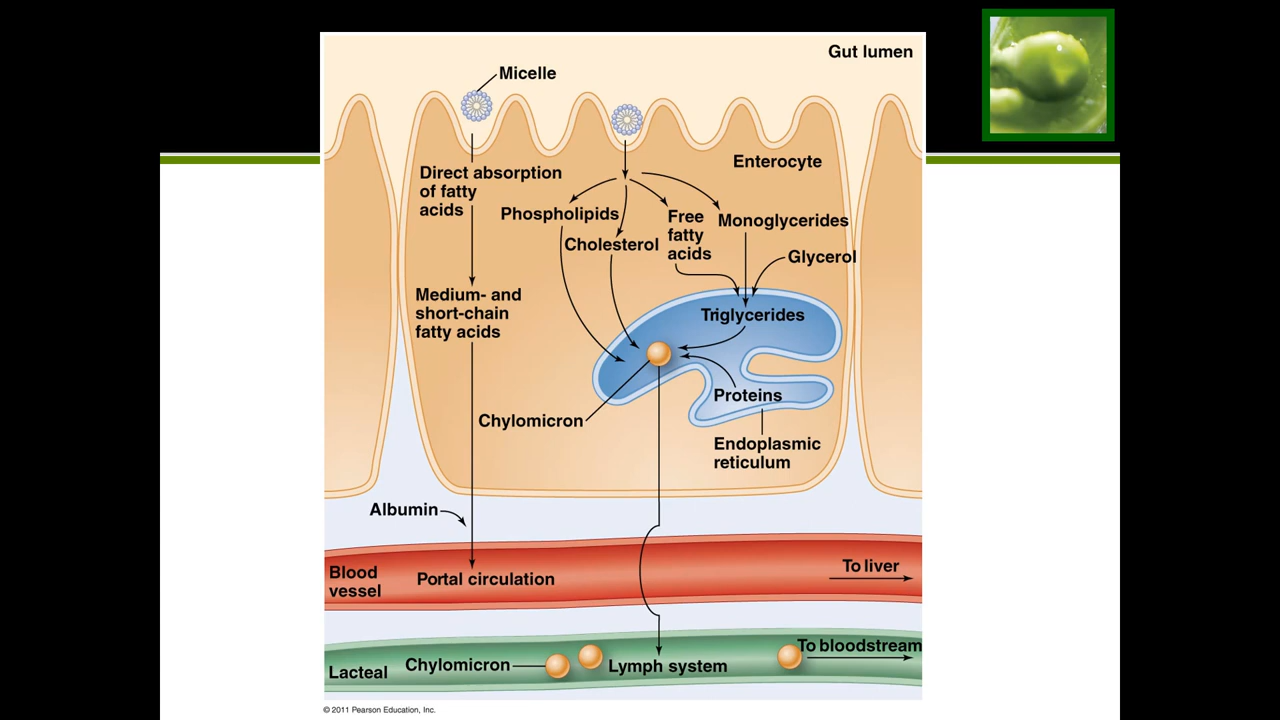 Gut lumen
Micelle
Enterocyte
Direct absorption
of fatty
acids
Phospholipids
Cholesterol
Free
fatty
acids
Monoglycerides
Glycerol
Medium- and
short-chain
fatty acids
Triglycerides
Proteins
Chylomicron
Endoplasmic
reticulum
Albumin
Blood
vessel
Portal circulation
To liver
Lacteal
Chylomicron
Lymph system
To bloodstream
© 2011 Pearson Education, Inc.